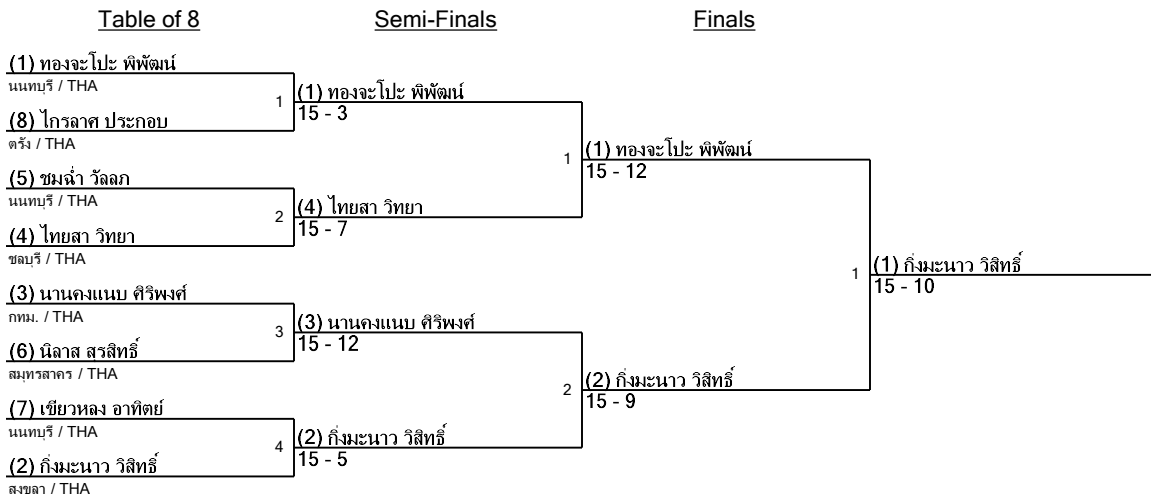 Table of 8
Semi-Finals
Finals
(1) ทองจะโปะ พิพัฒน์
นนทบุรี / THA
1
(1) ทองจะโปะ พิพัฒน์
15 - 3
(8) ไกรลาศ ประกอบ
ตรัง / THA
1
(1) ทองจะโปะ พิพัฒน์
15 - 12
(5) ชมฉ่ำ วัลลภ
นนทบุรี / THA
2
(4) ไทยสา วิทยา
15 - 7
(4) ไทยสา วิทยา
ชลบุรี / THA
1
(1) กิ่งมะนาว วิสิทธิ์
15 - 10
(3) นานคงแนบ ศิริพงศ์
กทม. / THA
3
(3) นานคงแนบ ศิริพงศ์
15 - 12
(6) นิลาส สุรสิทธิ์
สมุทรสาคร / THA
2
(2) กิ่งมะนาว วิสิทธิ์
15 - 9
(7) เขียวหลง อาทิตย์
นนทบุรี / THA
4
(2) กิ่งมะนาว วิสิทธิ์
15 - 5
(2) กิ่งมะนาว วิสิทธิ์
สงขลา / THA